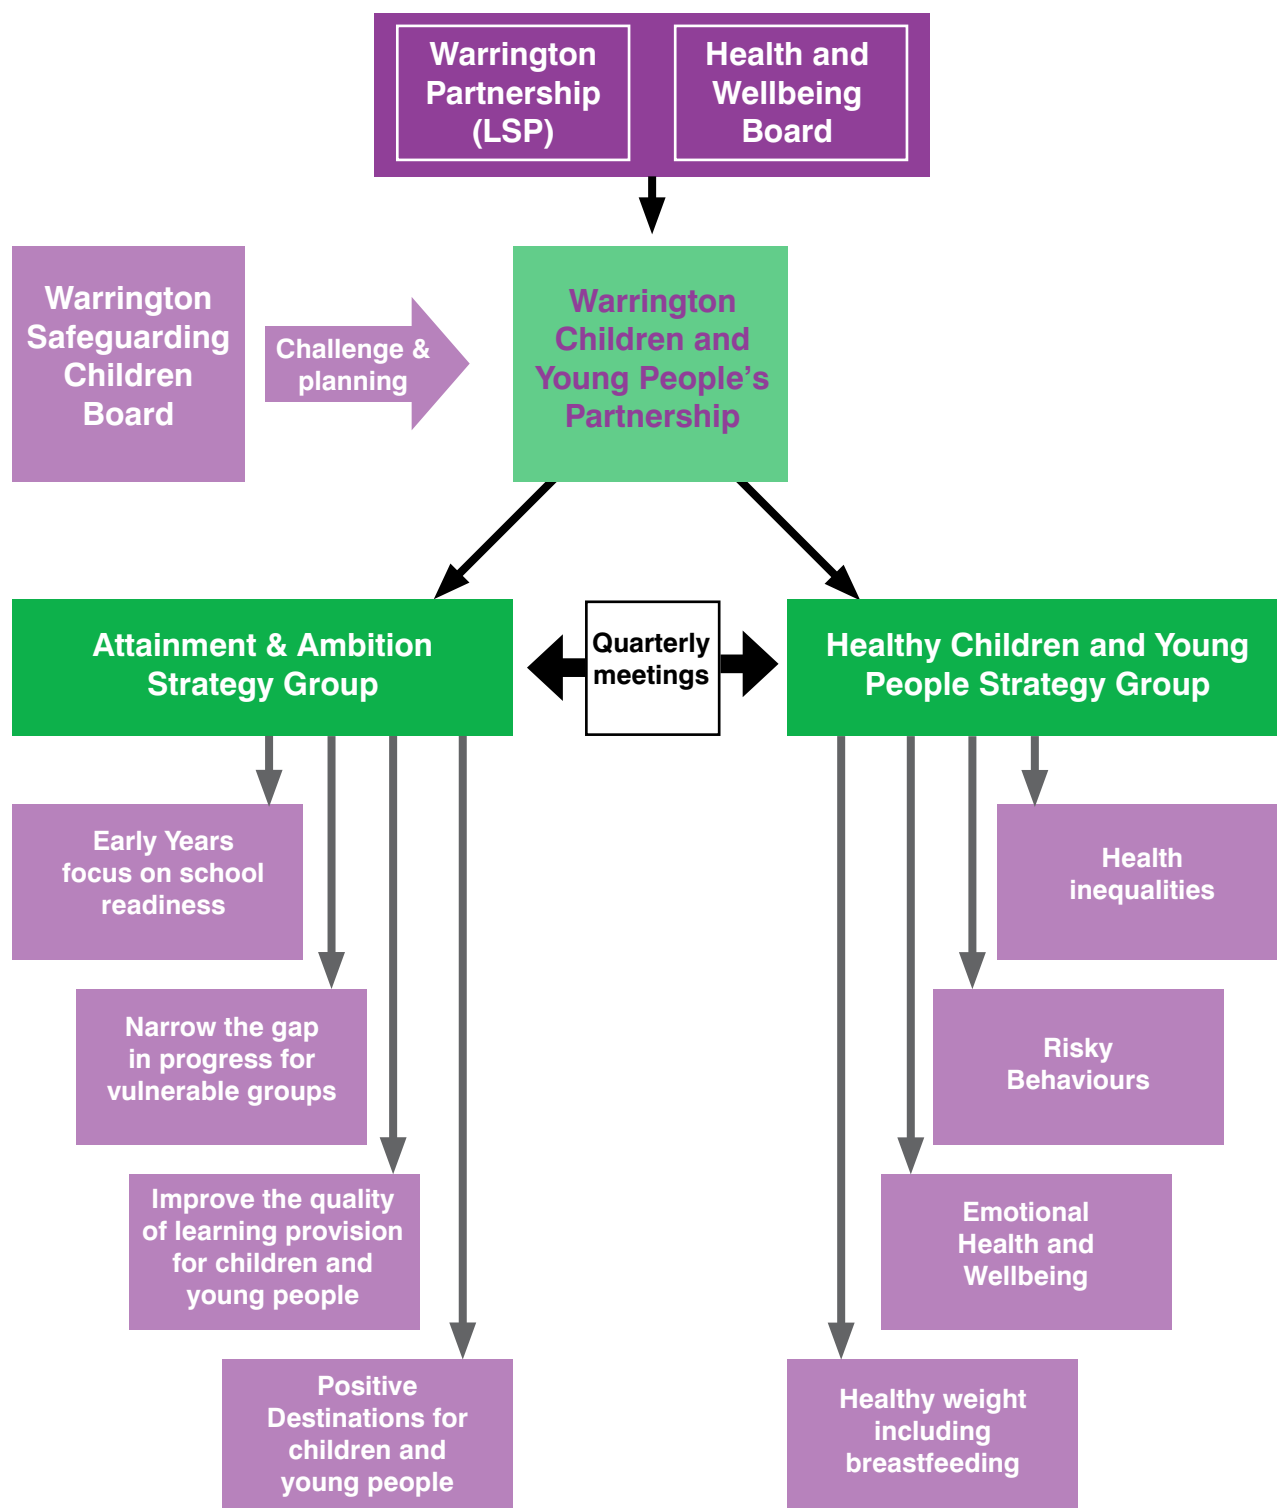 Warrington
Partnership
(LSP)
Health and
Wellbeing
Board
Warrington
Safeguarding
Children
Board
Challenge &
planning
Warrington
Children and
Young People’s
Partnership
Attainment & Ambition
Strategy Group
Quarterly
meetings
Healthy Children and Young
People Strategy Group
Early Years
focus on school
readiness
Narrow the gap
in progress for
vulnerable groups
Improve the quality
of learning provision
for children and
young people
Positive
Destinations for
children and
young people
Health
inequalities
Risky
Behaviours
Emotional
Health and
Wellbeing
Healthy weight
including
breastfeeding